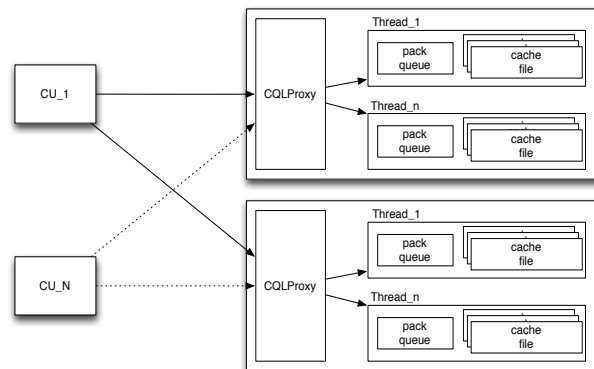 CU_1
CU_N
CQLProxy
Thread_1
pack
queue
cache
file
Thread_n
pack
queue
cache
file
CQLProxy
Thread_1
pack
queue
cache
file
Thread_n
pack
queue
cache
file